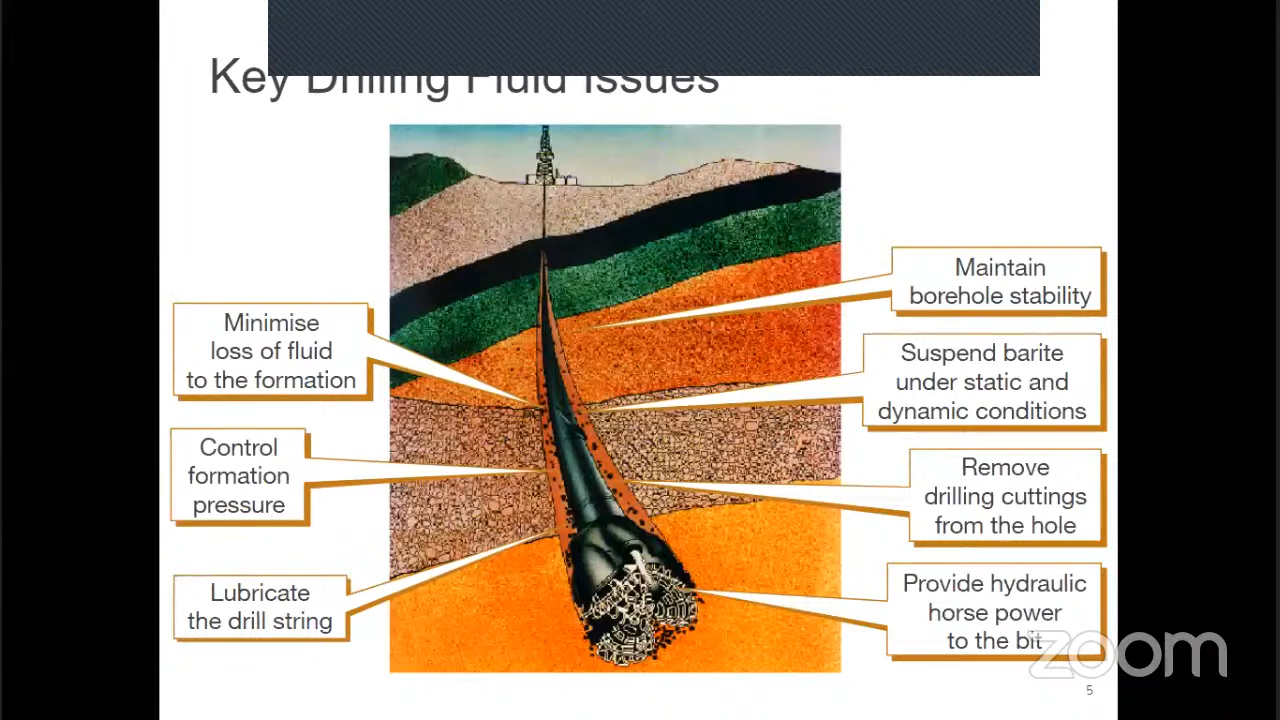 Key Drilling Fluid Issues
Minimise
loss of fluid
to the formation
Control
formation
pressure
Lubricate
the drill string
Maintain
borehole stability
Suspend barite
under static and
dynamic conditions
Remove
drilling cuttings
from the hole
Provide hydraulic
horse power
to the bit
zoom
5